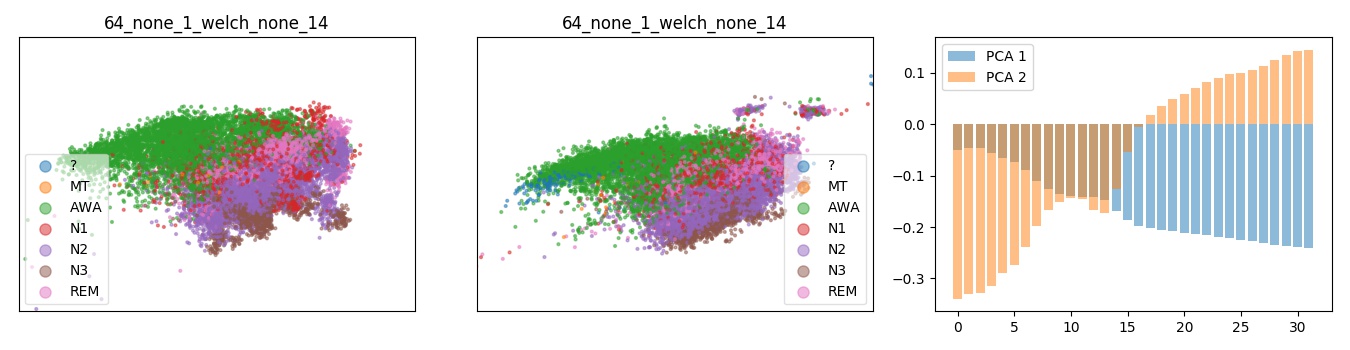 64_none_1_welch_none_14
?
MT
AWA
N1
N2
N3
REM
64_none_1_welch_none_14
?
MT
AWA
N1
N2
N3
REM
PCA 1
PCA 2
0.1
0.0
−0.1
−0.2
−0.3
0 5 10 15 20 25 30